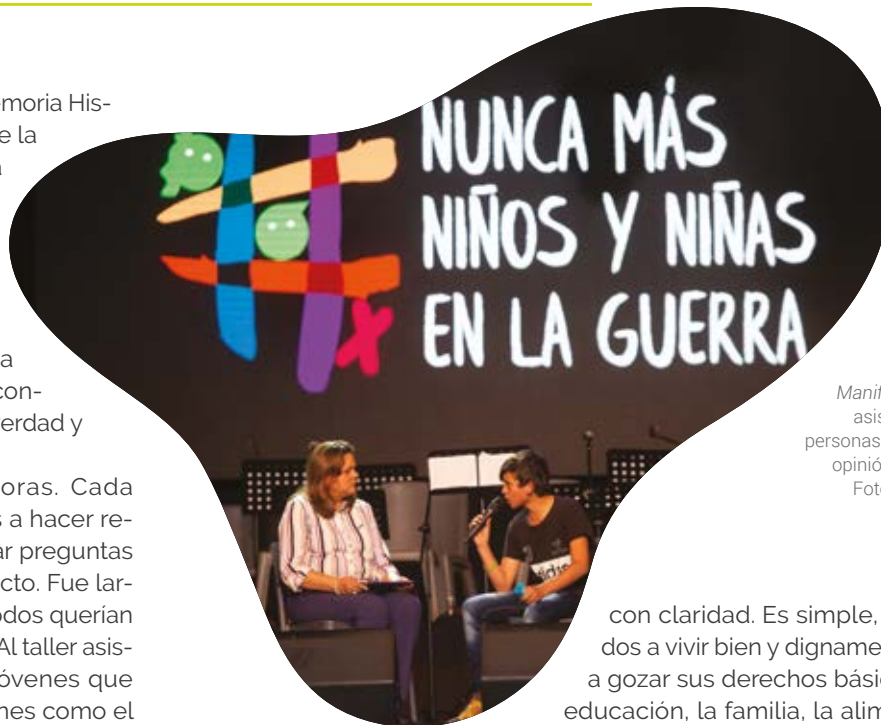 moria His-
e la
a
a
con-
erdad y
oras. Cada
s a hacer re-
ar preguntas
cto. Fue lar-
odos querían
Al taller asis-
óvenes que
nes como el
NUNCA MÁS
NIÑOS Y NIÑAS
EN LA GUERRA
Manif
asis
personas
opinió
Fot
con claridad. Es simple,
dos a vivir bien y digname
a gozar sus derechos básic
educación, la familia, la alim